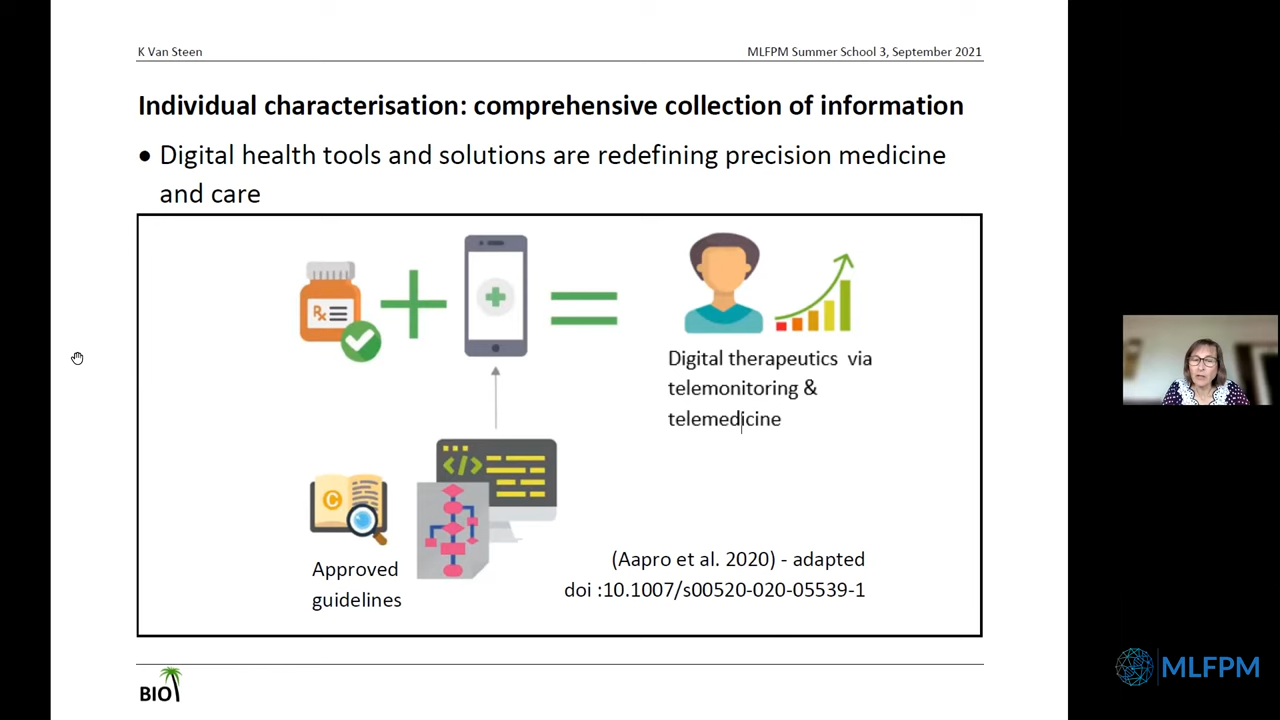 K Van Steen
MLFPM Summer School 3, September 2021
Individual characterisation: comprehensive collection of information
• Digital health tools and solutions are redefining precision medicine
and care
Rx
Digital therapeutics via
telemonitoring &
telemedicine
</>
C
Approved
guidelines
(Aapro et al. 2020) - adapted
doi :10.1007/s00520-020-05539-1
BIO
MLFPM